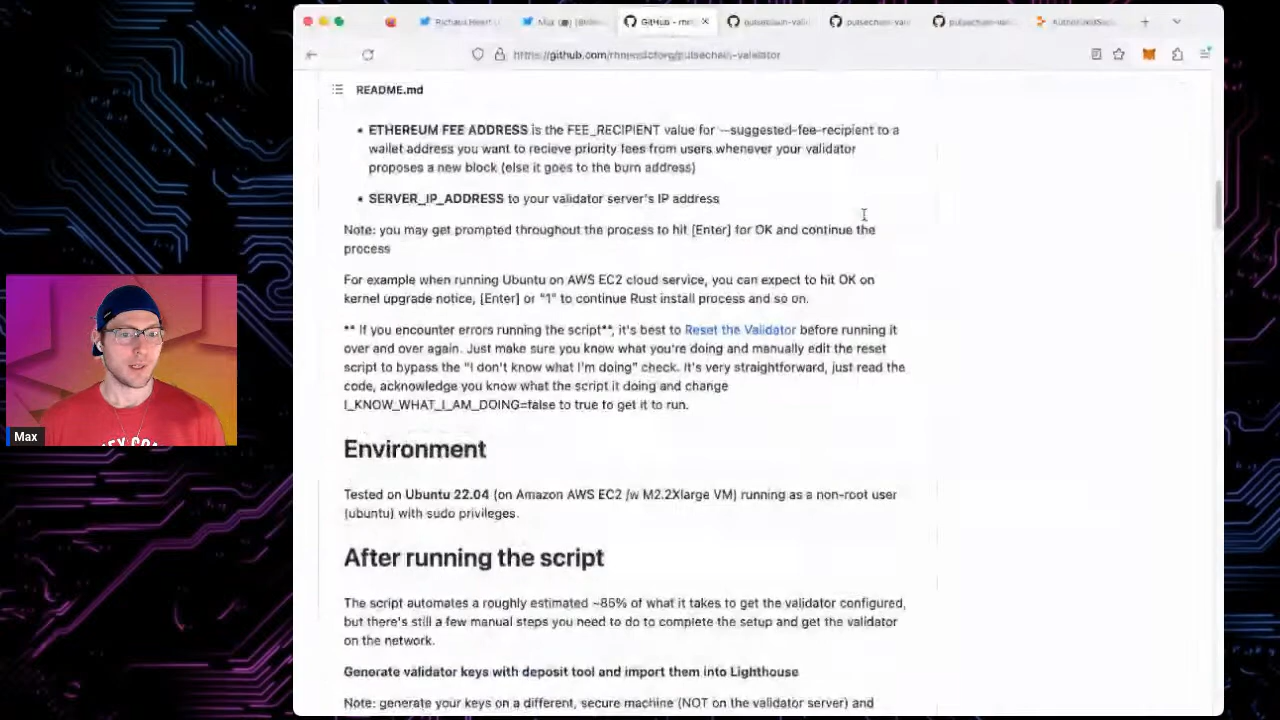 Richard Heart
GitHub - rhm
pulsechain-vali
pulsechain-vali
README.md
• ETHEREUM FEE ADDRESS is the FEE_RECIPIENT value for --suggested-fee-recipient to a
wallet address you want to recieve priority fees from users whenever your validator
proposes a new block (else it goes to the burn address)
• SERVER_IP_ADDRESS to your validator server's IP address
Note: you may get prompted throughout the process to hit [Enter] for OK and continue the
process
For example when running Ubuntu on AWS EC2 cloud service, you can expect to hit OK on
kernel upgrade notice, [Enter] or "1" to continue Rust install process and so on.
** If you encounter errors running the script**, it's best to Reset the Validator before running it
over and over again. Just make sure you know what you're doing and manually edit the reset
script to bypass the "I don't know what I'm doing" check. It's very straightforward, just read the
code, acknowledge you know what the script it doing and change
I_KNOW_WHAT_I_AM_DOING=false to true to get it to run.
Environment
Tested on Ubuntu 22.04 (on Amazon AWS EC2 /w M2.2Xlarge VM) running as a non-root user
(ubuntu) with sudo privileges.
Max
After running the script
The script automates a roughly estimated ~85% of what it takes to get the validator configured,
but there's still a few manual steps you need to do to complete the setup and get the validator
on the network.
Generate validator keys with deposit tool and import them into Lighthouse
Note: generate your keys on a different, secure machine (NOT on the validator server) and